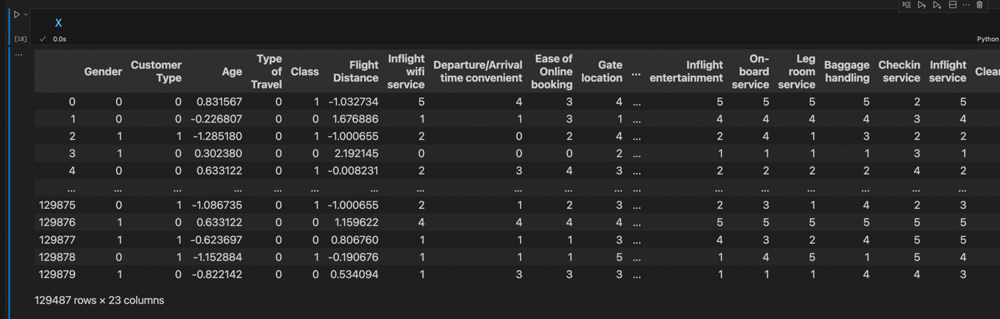 X
[18] 0.0s Python
... Gender Customer Type Age Type of Travel Class Flight Distance Inflight wifi service Departure/Arrival time convenient Ease of Online booking Gate location ... Inflight entertainment On-board service Leg room service Baggage handling Checkin service Inflight service Clear
0 0 0 0.831567 0 1 -1.032734 5 4 3 4 ... 5 5 5 5 2 5
1 0 0 -0.226807 0 0 1.676886 1 1 3 1 ... 4 4 4 4 3 4
2 1 1 -1.285180 0 1 -1.000655 2 0 2 4 ... 2 4 1 3 2 2
3 1 0 0.302380 0 0 2.192145 0 0 0 2 ... 1 1 1 1 3 1
4 0 0 0.633122 0 1 -0.008231 2 3 4 3 ... 2 2 2 2 4 2
... ... ... ... ... ... ... ... ... ... ... ... ... ... ... ... ... ...
129875 0 1 -1.086735 0 1 -1.000655 2 1 2 3 ... 2 3 1 4 2 3
129876 1 0 0.633122 0 0 1.159622 4 4 4 4 ... 5 5 5 5 5 5
129877 1 1 -0.623697 0 0 0.806760 1 1 1 3 ... 4 3 2 4 5 5
129878 0 1 -1.152884 0 1 -0.190676 1 1 1 5 ... 1 4 5 1 5 4
129879 1 0 -0.822142 0 0 0.534094 1 3 3 3 ... 1 1 1 4 4 3
129487 rows × 23 columns